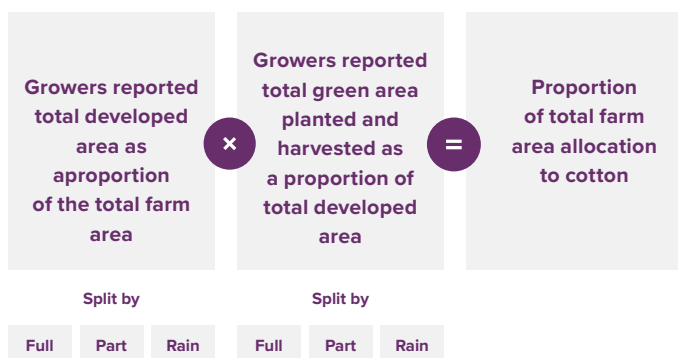 Growers reported
total developed
area as
aproportion
of the total farm
area
×
Growers reported
total green area
planted and
harvested as
a proportion of
total developed
area
=
Proportion
of total farm
area allocation
to cotton
Split by
Full Part Rain
Split by
Full Part Rain